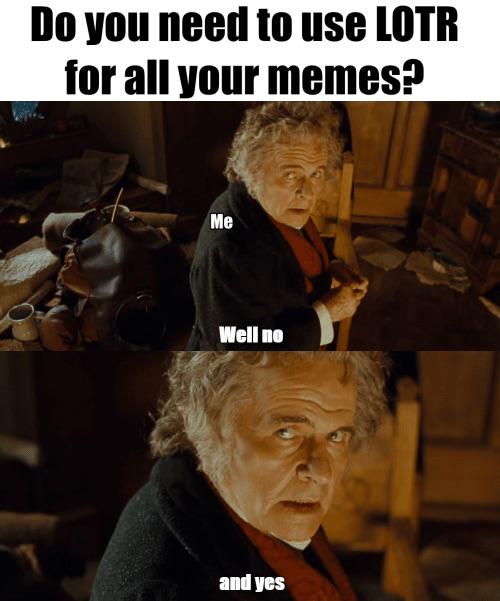 Do you need to use LOTR
for all your memes?
Me
Well no
and yes